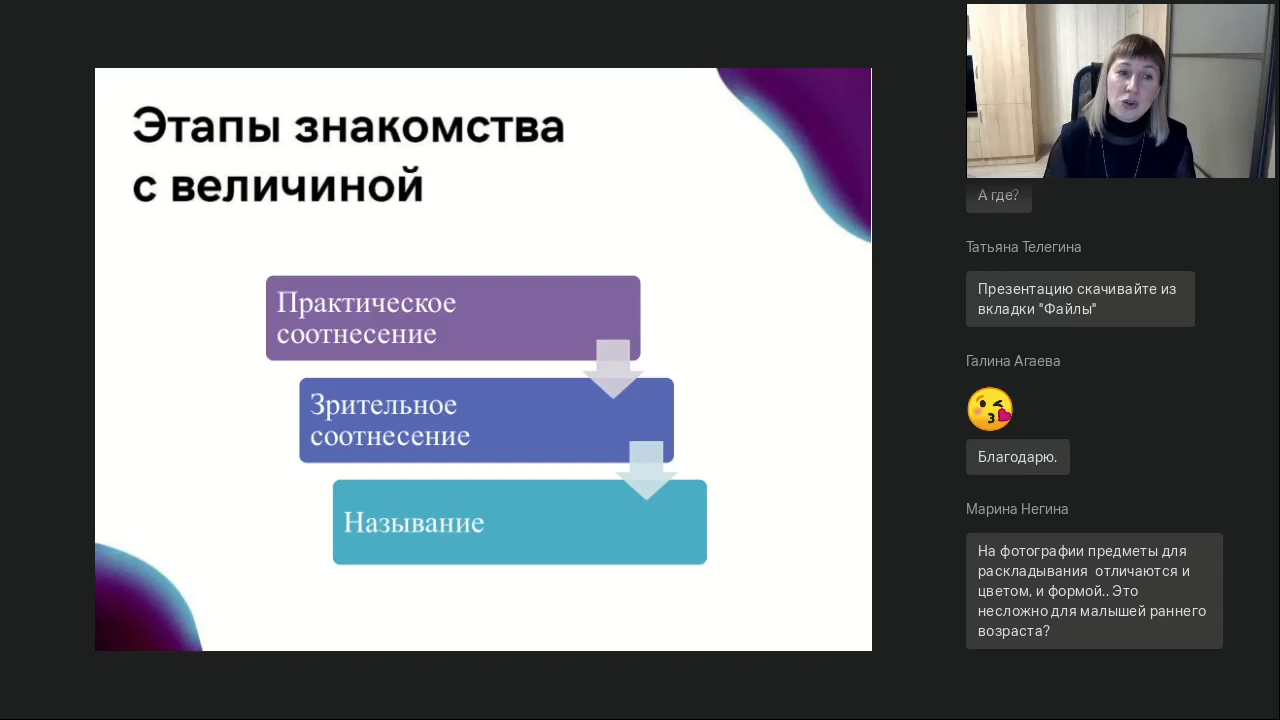 Этапы знакомства
с величиной
Практическое
соотнесение
Зрительное
соотнесение
Называние
А где?
Татьяна Телегина
Презентацию скачивайте из
вкладки "Файлы"
Галина Агаева
Благодарю.
Марина Негина
На фотографии предметы для
раскладывания отличаются и
цветом, и формой.. Это
несложно для малышей раннего
возраста?